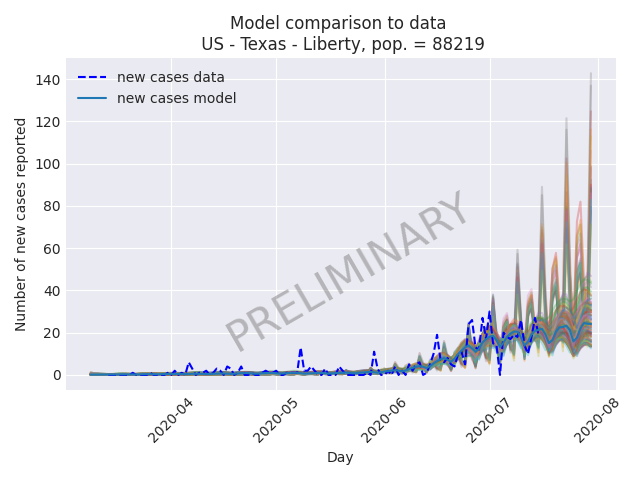 Model comparison to data
US - Texas - Liberty, pop. = 88219
new cases data
new cases model
Number of new cases reported
140
120
100
80
60
40
20
0
PRELIMINARY
2020-04
2020-05
2020-06
2020-07
2020-08
Day